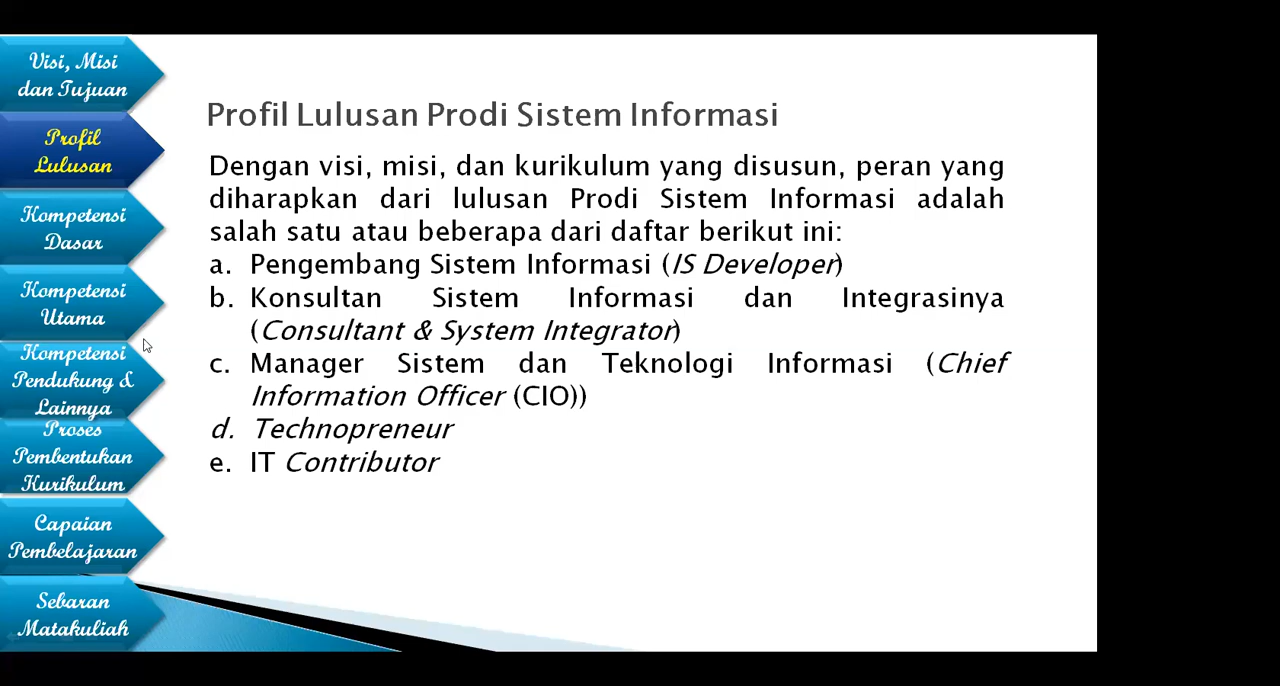 Visi, Misi
dan Tujuan
Profil
Lulusan
Kompetensi
Dasar
Kompetensi
Utama
Kompetensi
Pendukung &
Lainnya
Proses
Pembentukan
Kurikulum
Capaian
Pembelajaran
Sebaran
Matakuliah
Profil Lulusan Prodi Sistem Informasi
Dengan visi, misi, dan kurikulum yang disusun, peran yang
diharapkan dari lulusan Prodi Sistem Informasi adalah
salah satu atau beberapa dari daftar berikut ini:
a. Pengembang Sistem Informasi (IS Developer)
b. Konsultan Sistem Informasi dan Integrasinya
(Consultant & System Integrator)
c. Manager Sistem dan Teknologi Informasi (Chief
Information Officer (CIO))
d. Technopreneur
e. IT Contributor